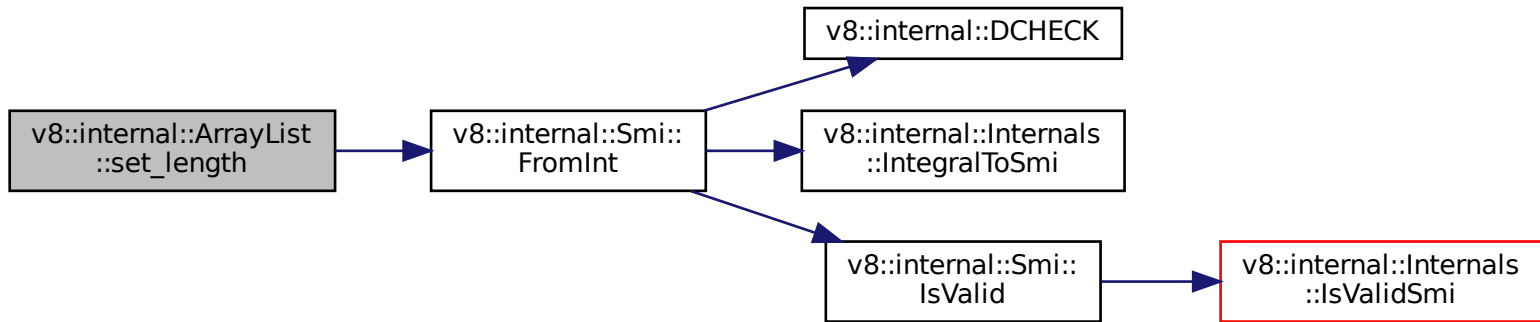 v8::internal::DCHECK
v8::internal::ArrayList
::set_length
v8::internal::Smi::
FromInt
v8::internal::Internals
::IntegralToSmi
v8::internal::Smi::
IsValid
v8::internal::Internals
::IsValidSmi